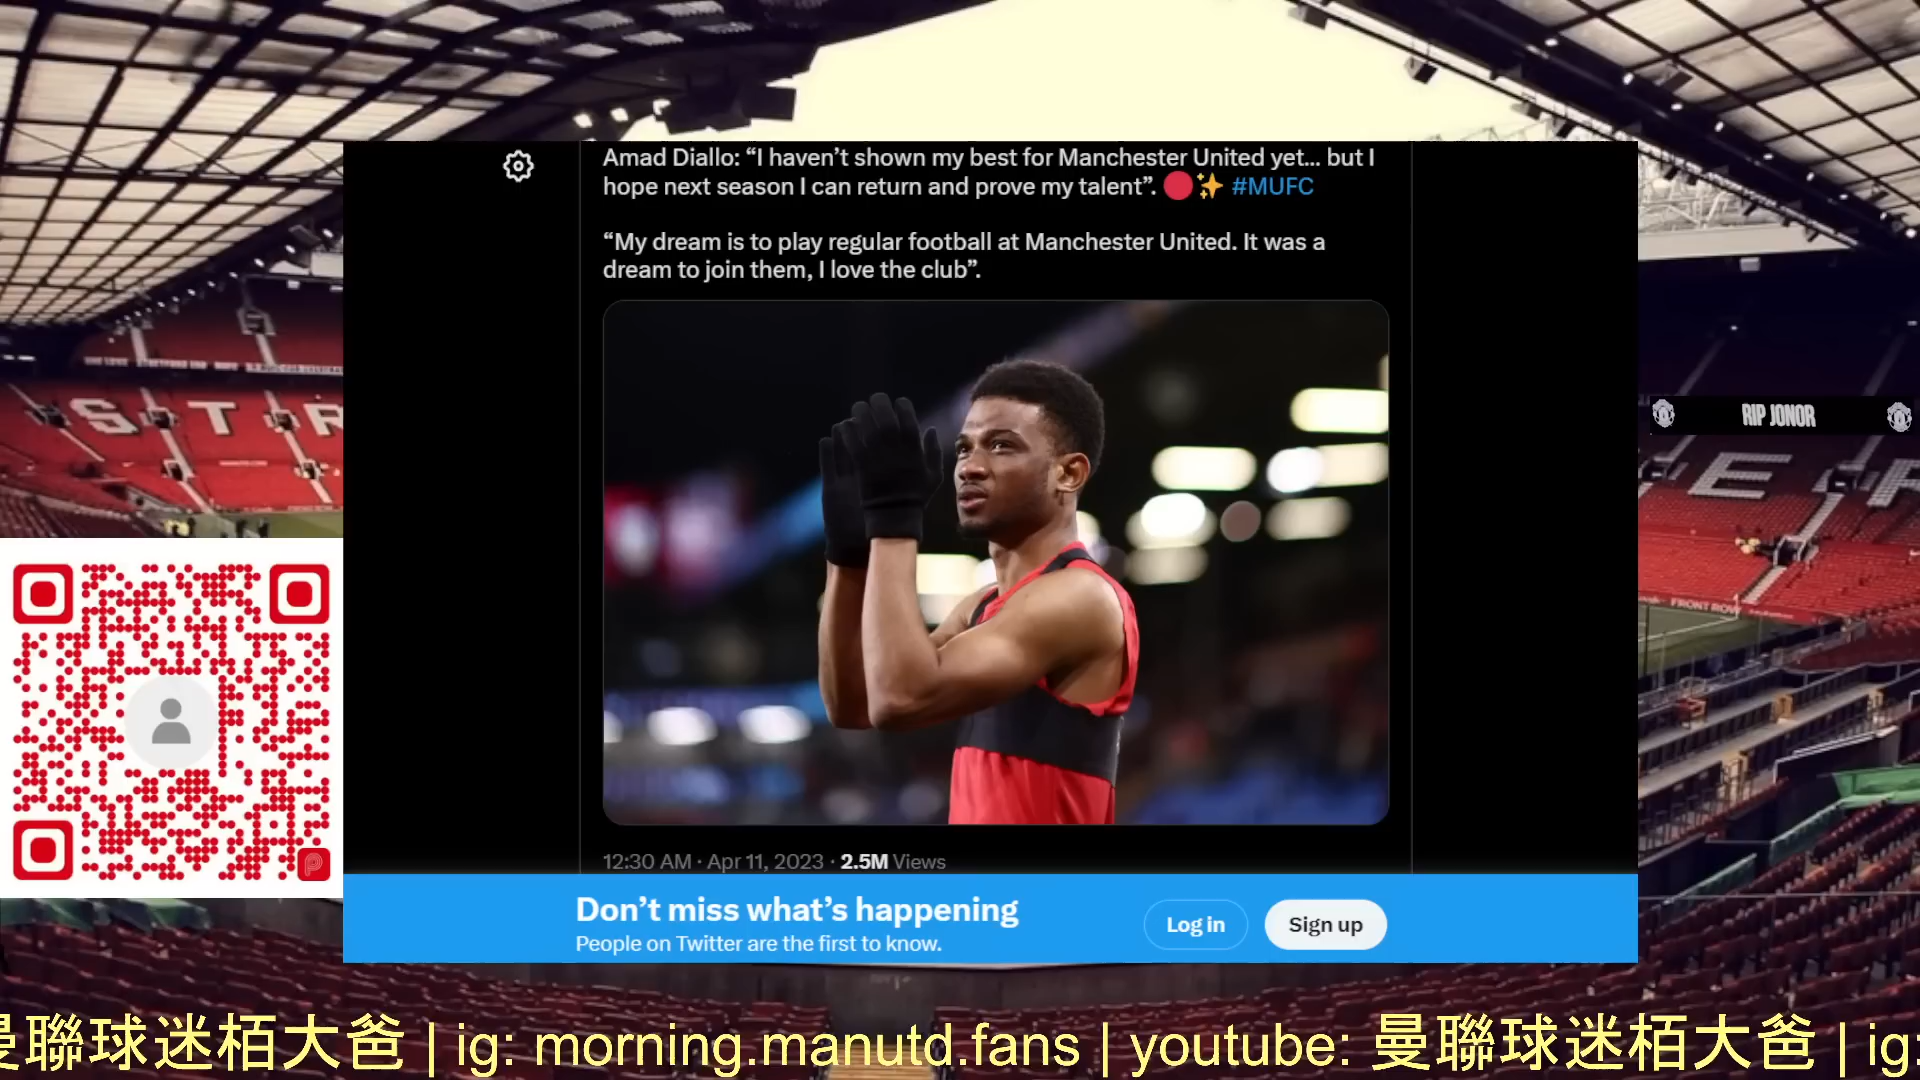 Amad Diallo: “I haven’t shown my best for Manchester United yet... but I
hope next season I can return and prove my talent”. 🔴✨ #MUFC
“My dream is to play regular football at Manchester United. It was a
dream to join them, I love the club”.
S T R
RIP JONOR
E F
FRONT ROW
12:30 AM · Apr 11, 2023 · 2.5M Views
Don’t miss what’s happening
People on Twitter are the first to know.
Log in
Sign up
曼聯球迷栢大爸 | ig: morning.manutd.fans | youtube: 曼聯球迷栢大爸 | ig: